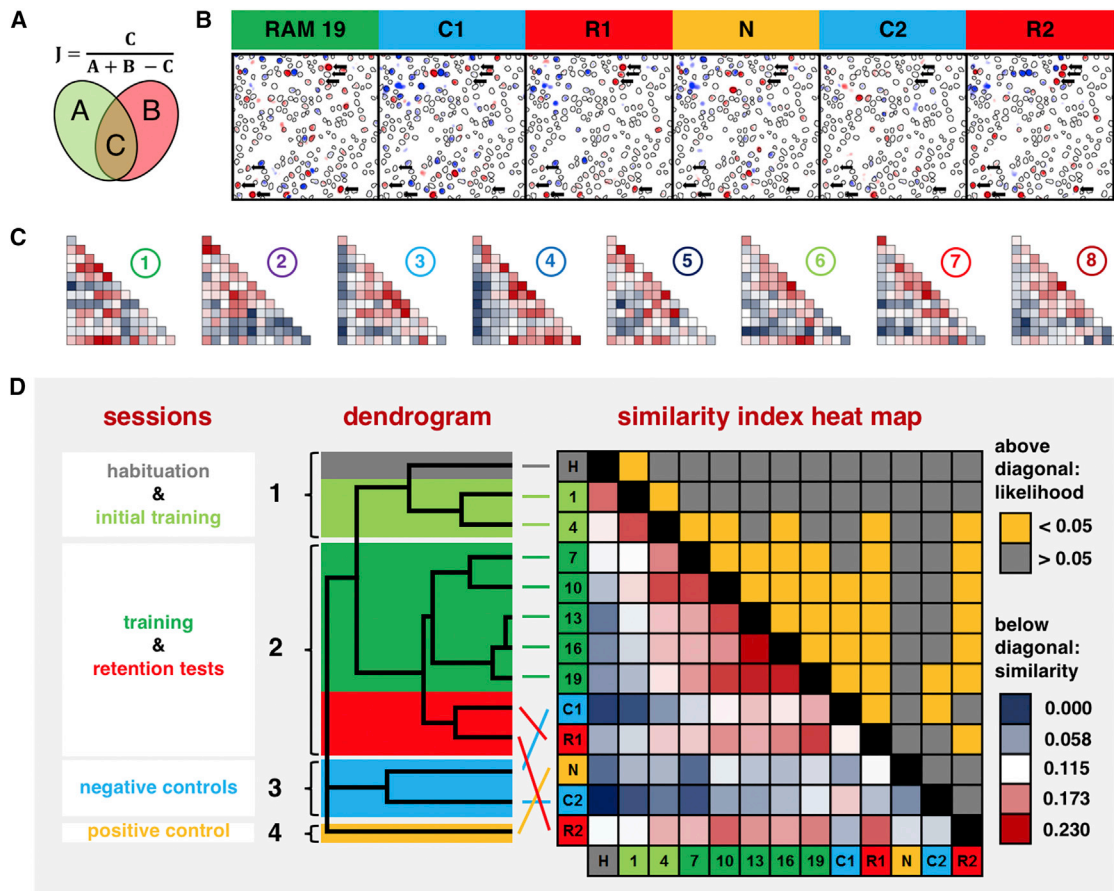 A
J = C / (A + B − C)
A
B
C
B
RAM 19 C1 R1 N C2 R2
C
1 2 3 4 5 6 7 8
D
sessions
dendrogram
similarity index heat map
habituation
&
initial training
training
&
retention tests
negative controls
positive control
1
2
3
4
H
1
4
7
10
13
16
19
C1
R1
N
C2
R2
H 1 4 7 10 13 16 19 C1 R1 N C2 R2
above
diagonal:
likelihood
< 0.05
> 0.05
below
diagonal:
similarity
0.000
0.058
0.115
0.173
0.230